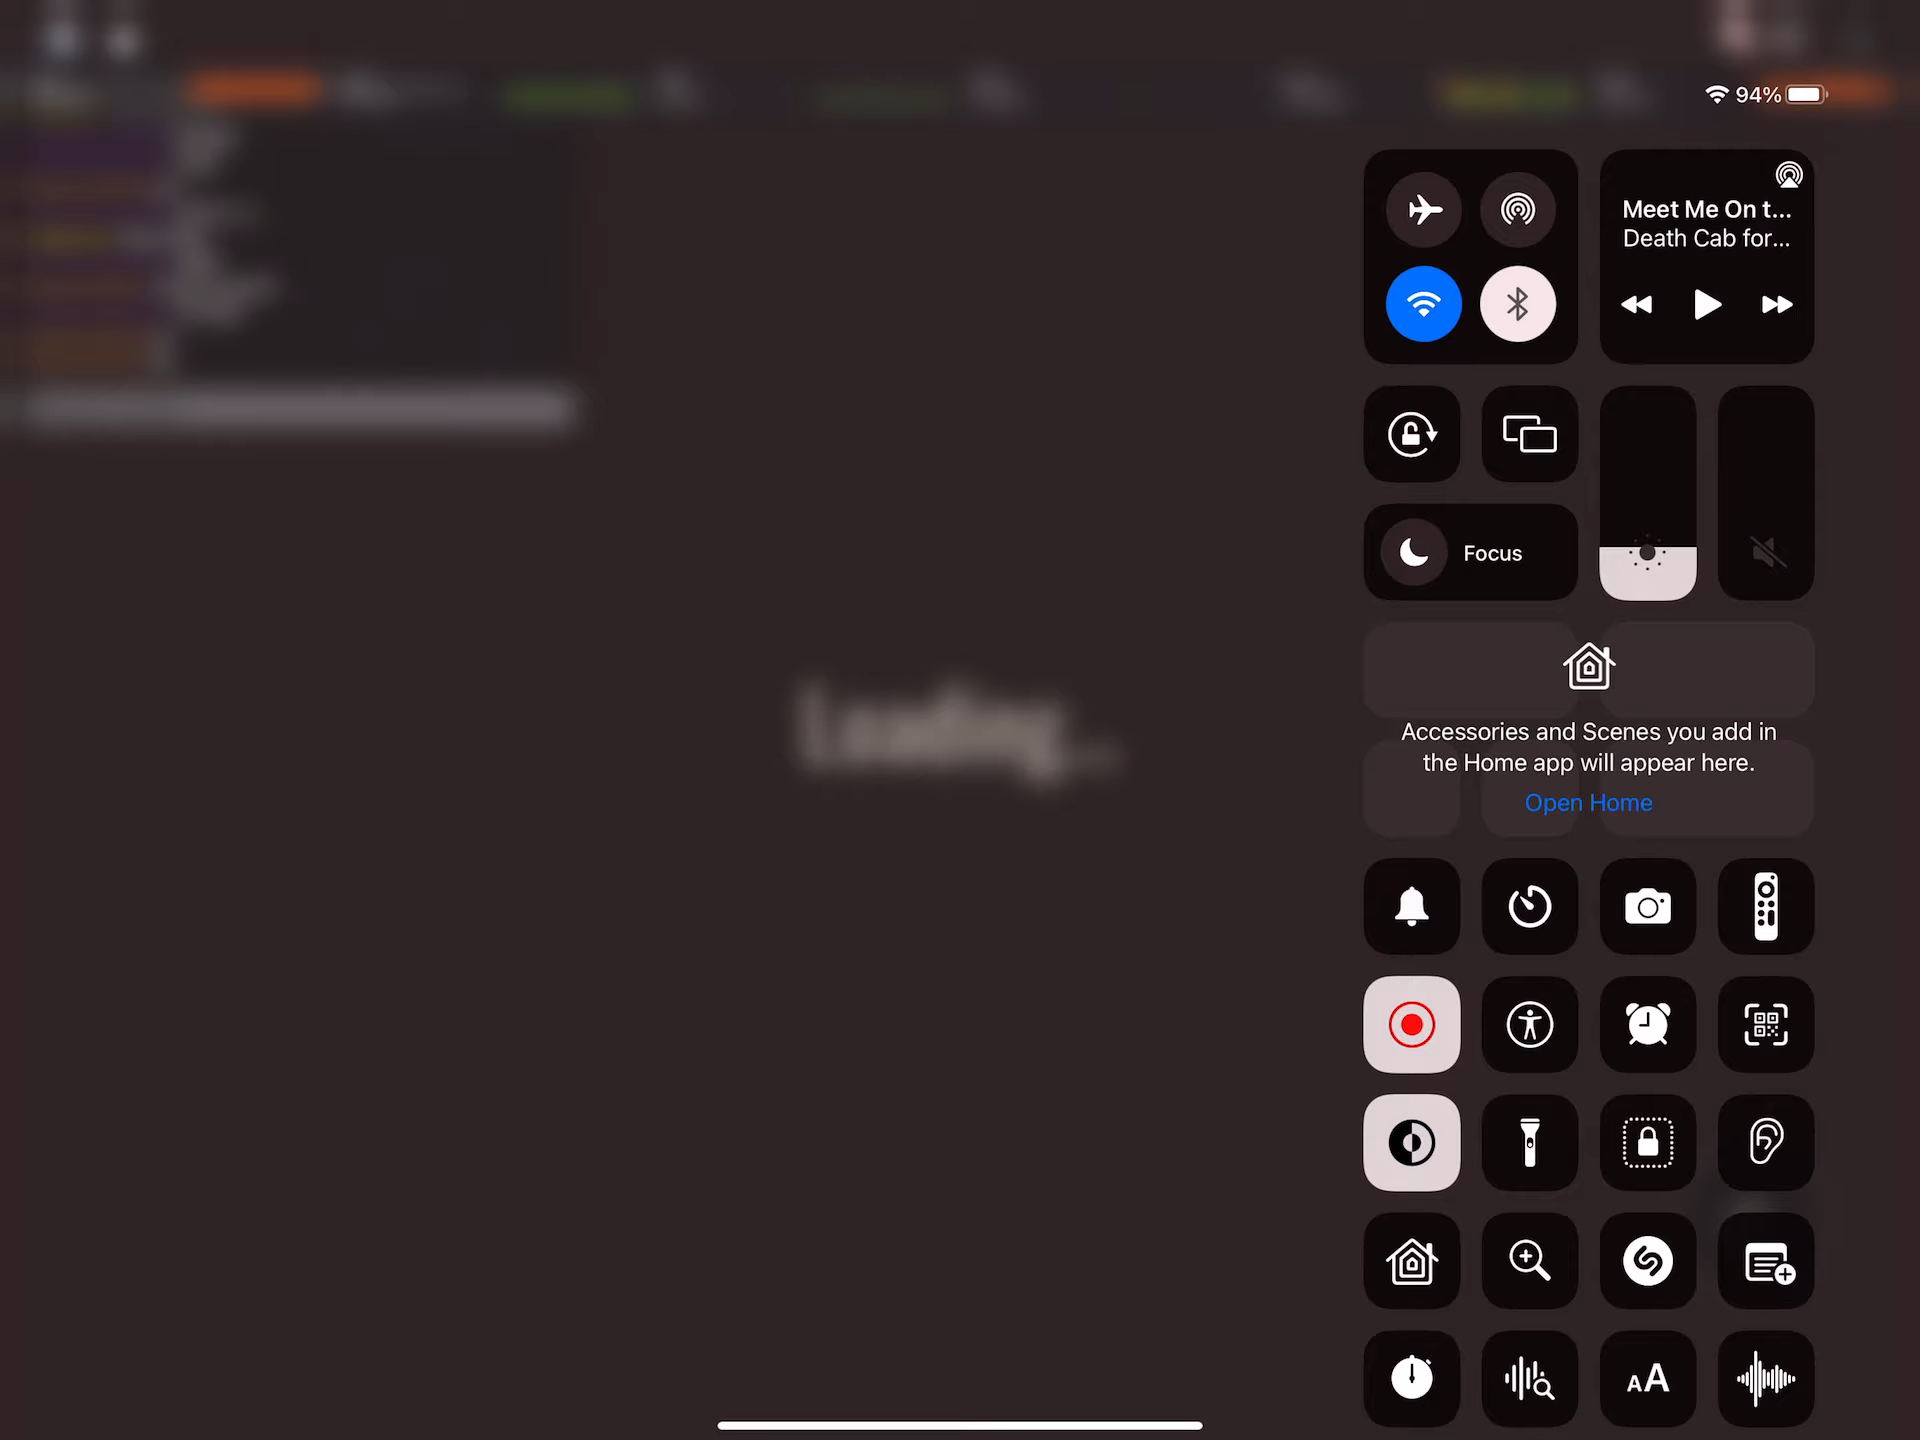 94%
Meet Me On t...
Death Cab for...
Focus
Accessories and Scenes you add in
the Home app will appear here.
Open Home
Loading...
AA